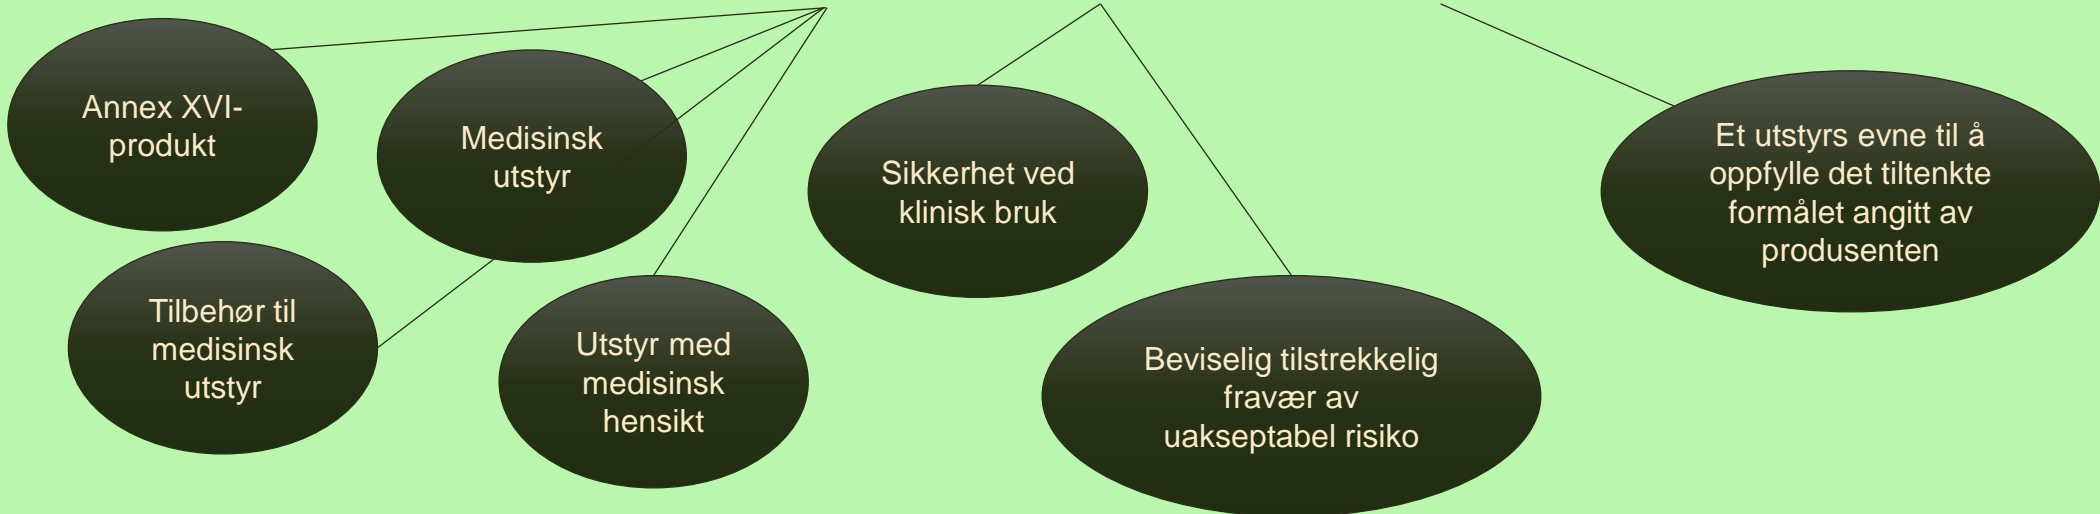 Annex XVI-
produkt
Medisinsk
utstyr
Sikkerhet ved
klinisk bruk
Et utstyrs evne til å
oppfylle det tiltenkte
formålet angitt av
produsenten
Tilbehør til
medisinsk
utstyr
Utstyr med
medisinsk
hensikt
Beviselig tilstrekkelig
fravær av
uakseptabel risiko